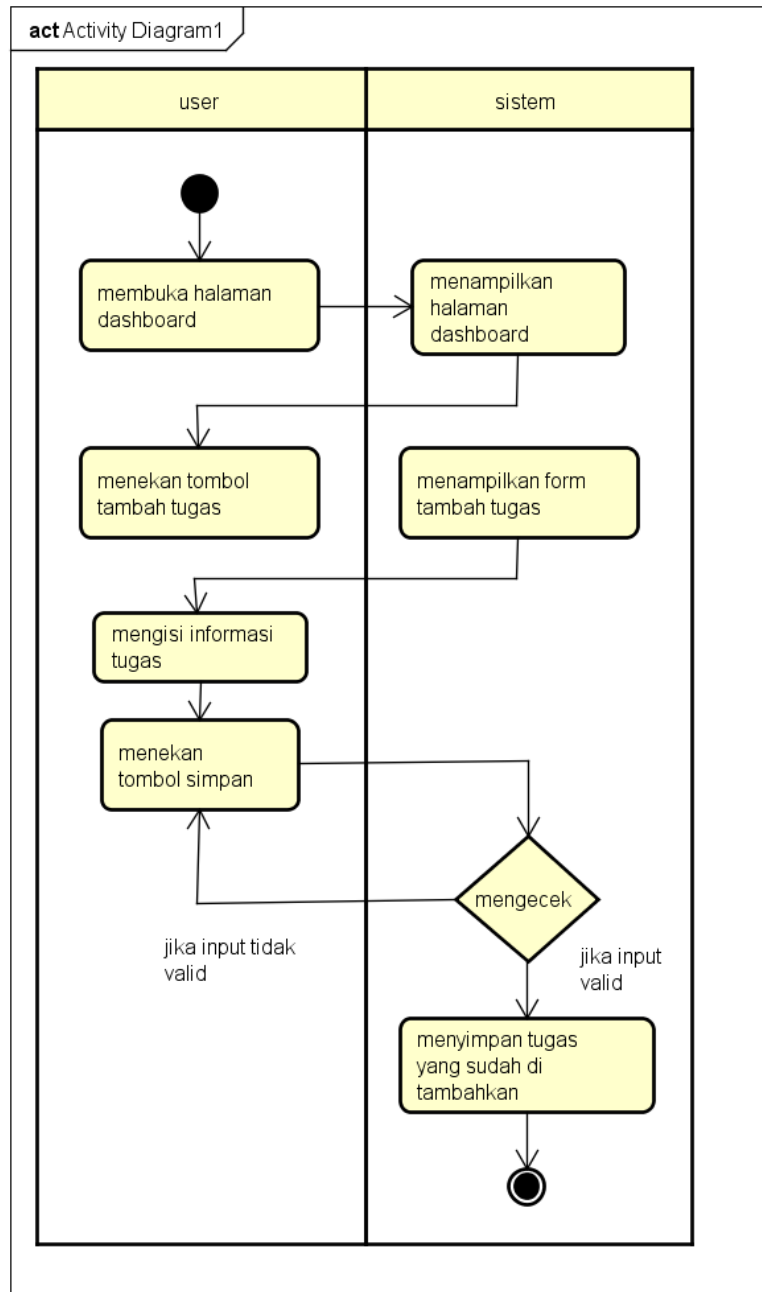 act Activity Diagram1
user
sistem
membuka halaman
dashboard
menampilkan
halaman
dashboard
menekan tombol
tambah tugas
menampilkan form
tambah tugas
mengisi informasi
tugas
menekan
tombol simpan
mengecek
jika input tidak
valid
jika input
valid
menyimpan tugas
yang sudah di
tambahkan